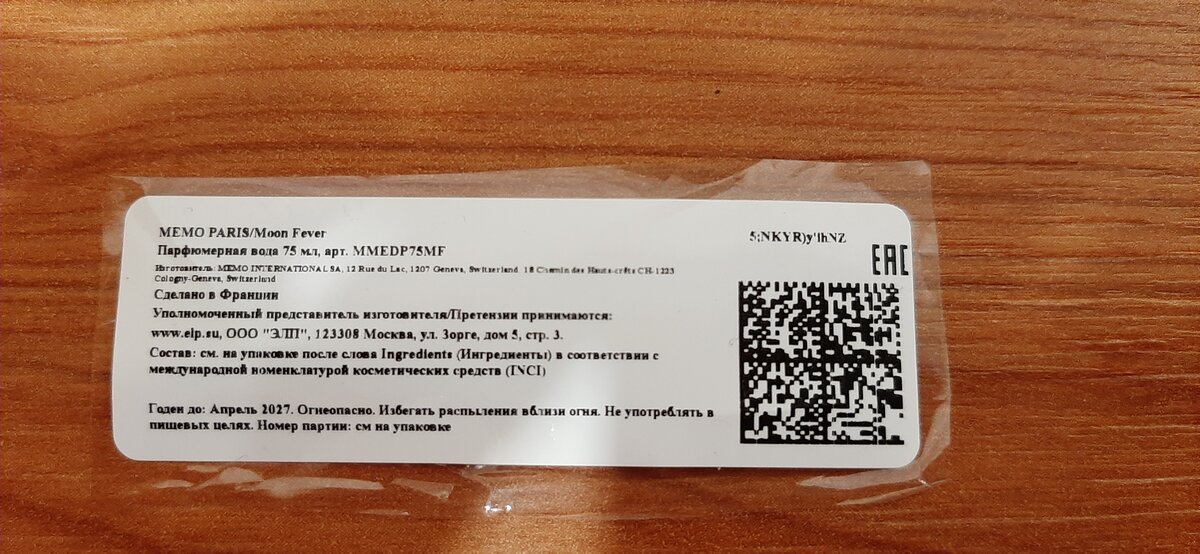 MEMO PARIS/Moon Fever
Парфюмерная вода 75 мл, арт. MMEDP75MF
Изготовитель: MEMO INTERNATIONAL SA, 12 Rue du Lac, 1207 Geneva, Switzerland 18 Chemin des Hauts-crêts CH-1223
Cologny-Geneva, Switzerland
Сделано в Франции
Уполномоченный представитель изготовителя/Претензии принимаются:
www.elp.su, ООО "ЭЛП", 123308 Москва, ул. Зорге, дом 5, стр. 3.
Состав: см. на упаковке после слова Ingredients (Ингредиенты) в соответствии с
международной номенклатурой косметических средств (INCI)
Годен до: Апрель 2027. Огнеопасно. Избегать распыления вблизи огня. Не употреблять в
пищевых целях. Номер партии: см на упаковке
EAC